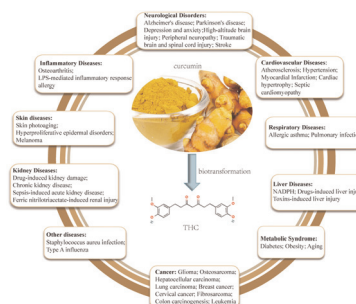 Neurological Disorders:
Alzheimer's disease; Parkinson's disease;
Depression and anxiety;High-altitude brain
injury; Peripheral neuropathy; Traumatic
brain and spinal cord injury; Stroke
Inflammatory Diseases:
Osteoarthritis;
LPS-mediated inflammatory response
allergy
Cardiovascular Diseases:
Atherosclerosis; Hypertension;
Myocardial Infarction; Cardiac
hypertrophy; Septic
cardiomyopathy
curcumin
Skin diseases:
Skin photoaging;
Hyperproliferative epidermal disorders;
Melanoma
Respiratory Diseases:
Allergic asthma; Pulmonary infection
Kidney Diseases:
Drug-induced kidney damage;
Chronic kidney disease;
Sepsis-induced acute kidney disease;
Ferric nitrilotriacetate-induced renal injury
biotransformation
Liver Diseases:
NADPH; Drugs-induced liver injury
Toxins-induced liver injury
THC
Other diseases:
Staphylococcus aureu infection;
Type A influenza
Metabolic Syndrome:
Diabetes; Obesity; Aging
Cancer: Glioma; Osteosarcoma;
Hepatocellular carcinoma;
Lung carcinoma; Breast cancer;
Cervical cancer; Fibrosarcoma;
Colon carcinogenesis; Leukemia